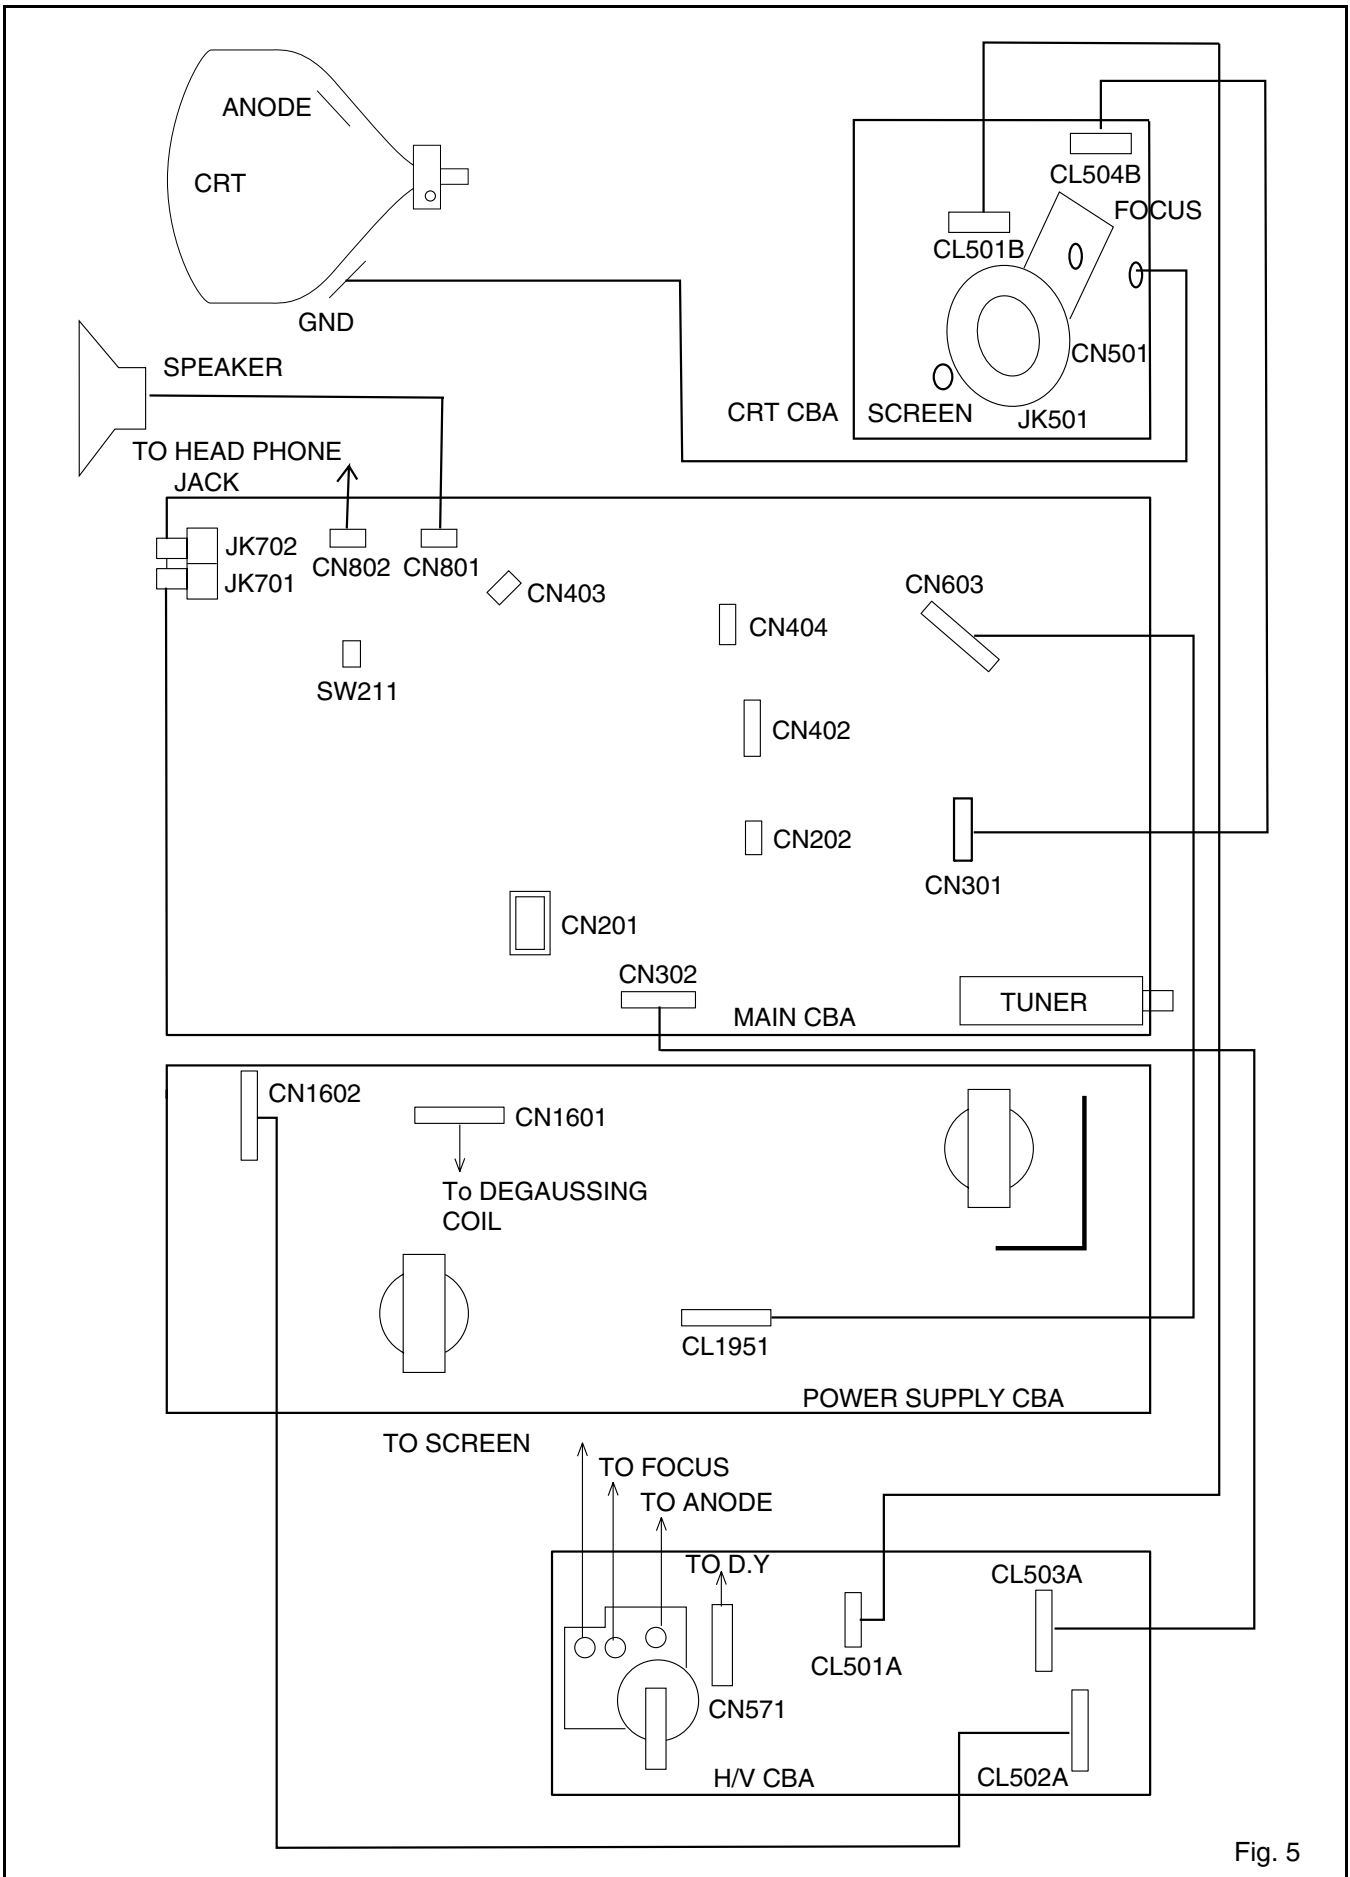 ANODE
CRT
GND
CL504B
FOCUS
CL501B
CN501
CRT CBA
SCREEN
JK501
SPEAKER
TO HEAD PHONE
JACK
JK702
JK701
CN802
CN801
CN403
SW211
CN404
CN603
CN402
CN202
CN301
CN201
CN302
TUNER
MAIN CBA
CN1602
CN1601
To DEGAUSSING
COIL
CL1951
POWER SUPPLY CBA
TO SCREEN
TO FOCUS
TO ANODE
TO D.Y
CL503A
CL501A
CN571
CL502A
H/V CBA
Fig. 5